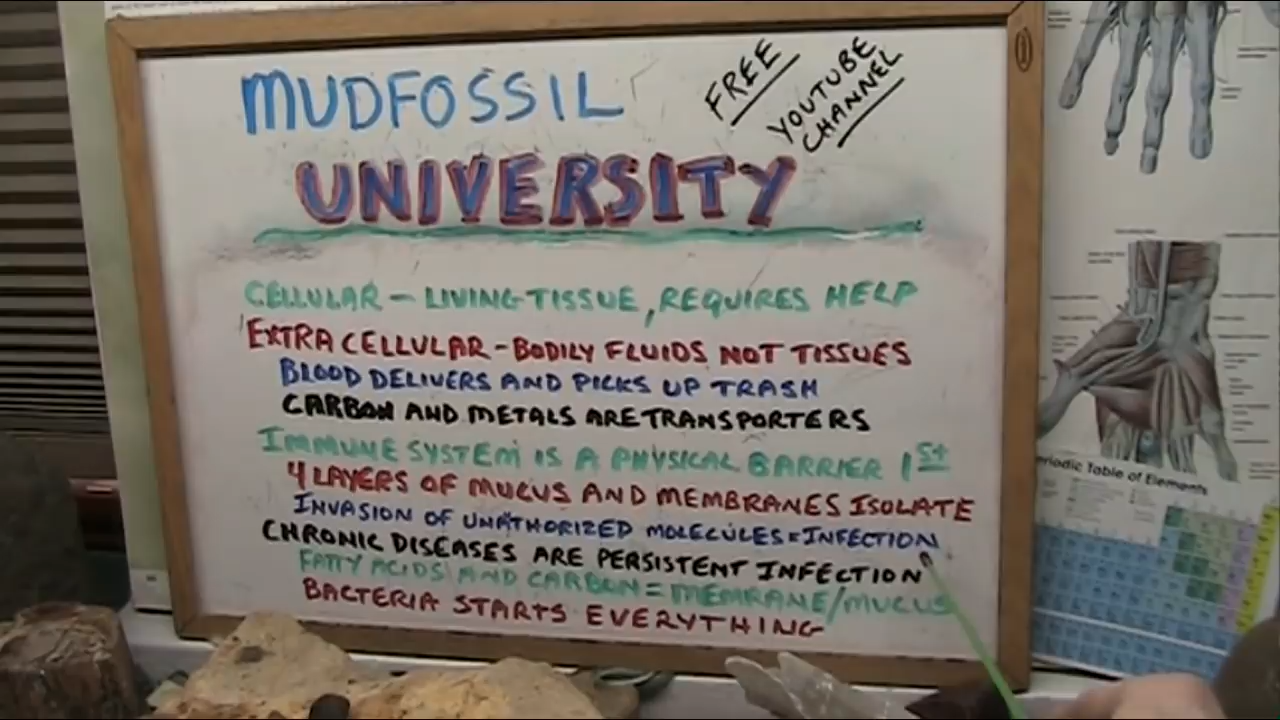 MUDFOSSIL
FREE
YOUTUBE
CHANNEL
UNIVERSITY
CELLULAR - LIVING TISSUE, REQUIRES HELP
EXTRA CELLULAR - BODILY FLUIDS NOT TISSUES
BLOOD DELIVERS AND PICKS UP TRASH
CARBON AND METALS ARE TRANSPORTERS
IMMUNE SYSTEM IS A PHYSICAL BARRIER 1st
4 LAYERS OF MUCUS AND MEMBRANES ISOLATE
INVASION OF UNATHORIZED MOLECULES = INFECTION
CHRONIC DISEASES ARE PERSISTENT INFECTION
FATTY ACIDS AND CARBON = MEMRANE/MUCUS
BACTERIA STARTS EVERYTHING
eriodic Table of Elements